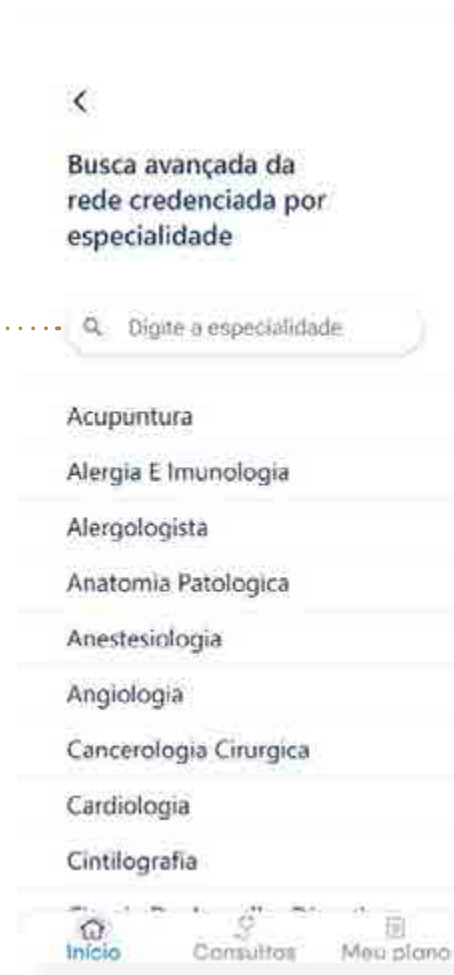 Busca avançada da
rede credenciada por
especialidade
Digite a especialidade
Acupuntura
Alergia E Imunologia
Alergologista
Anatomia Patologica
Anestesiologia
Angiologia
Cancerologia Cirurgica
Cardiologia
Cintilografia
Início Consultas Meu plano